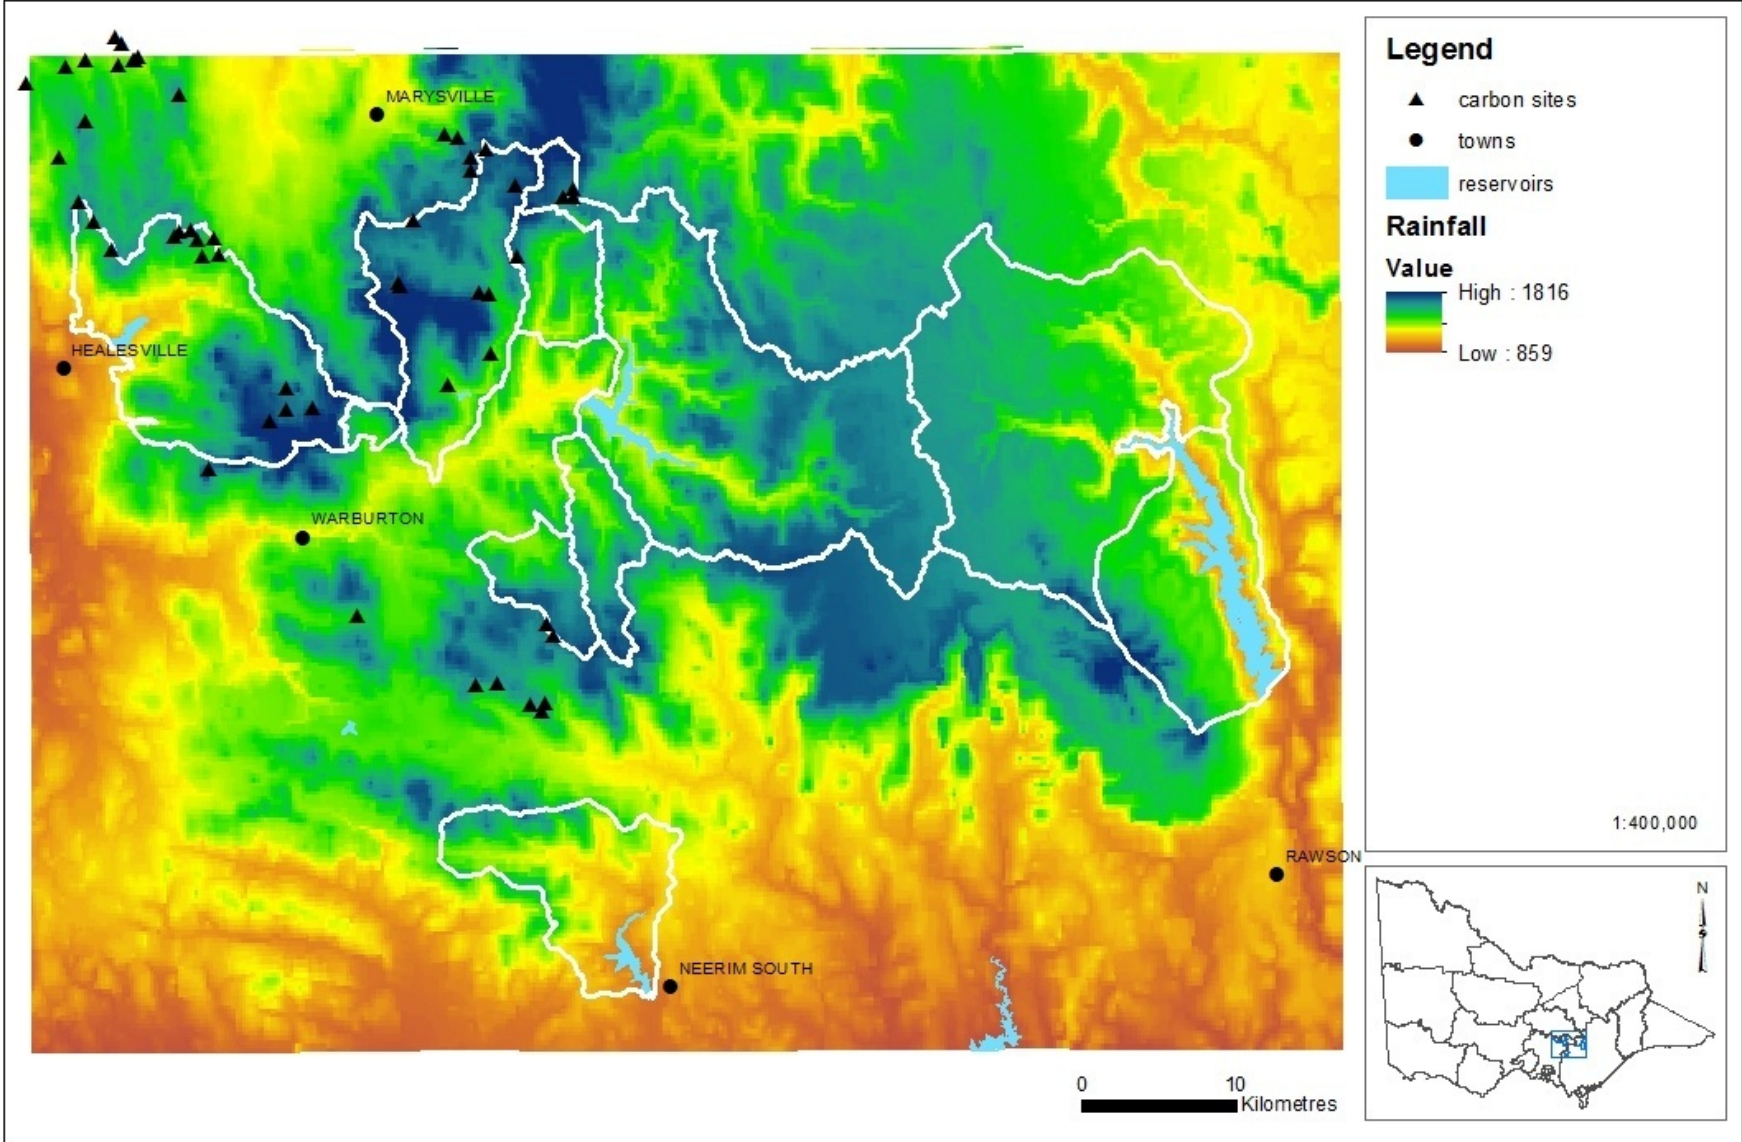 MARYSVILLE
HEALESVILLE
WARBURTON
RAWSON
NEERIM SOUTH
0 10
Kilometres
Legend
carbon sites
towns
reservoirs
Rainfall
Value
High : 1816
Low : 859
1:400,000
N